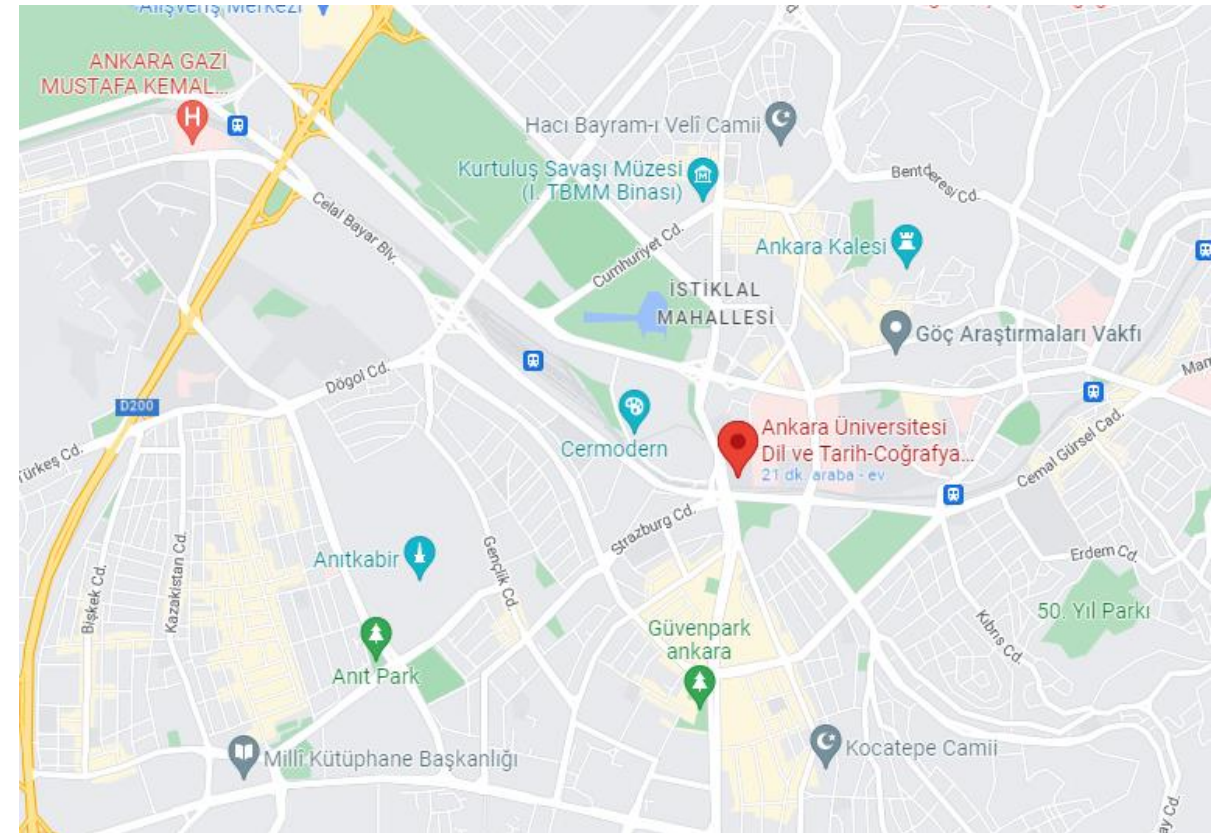 Alışveriş Merkezi
ANKARA GAZİ
MUSTAFA KEMAL...
H
Hacı Bayram-ı Velî Camii
Kurtuluş Savaşı Müzesi
(I. TBMM Binası)
Bentderesi Cd.
Celal Bayar Blv.
Cumhuriyet Cd.
Ankara Kalesi
İSTİKLAL
MAHALLESİ
Göç Araştırmaları Vakfı
Dögol Cd.
D200
Cermodern
Ankara Üniversitesi
Dil ve Tarih-Coğrafya...
21 dk. araba - ev
Türkeş Cd.
Cemal Gürsel Cad.
Strazburg Cd.
Anıtkabir
Gençlik Cd.
Erdem Cd.
Bişkek Cd.
Kazakistan Cd.
50. Yıl Parkı
Kıbrıs Cd.
Güvenpark
ankara
Anıt Park
Kocatepe Camii
Millî Kütüphane Başkanlığı